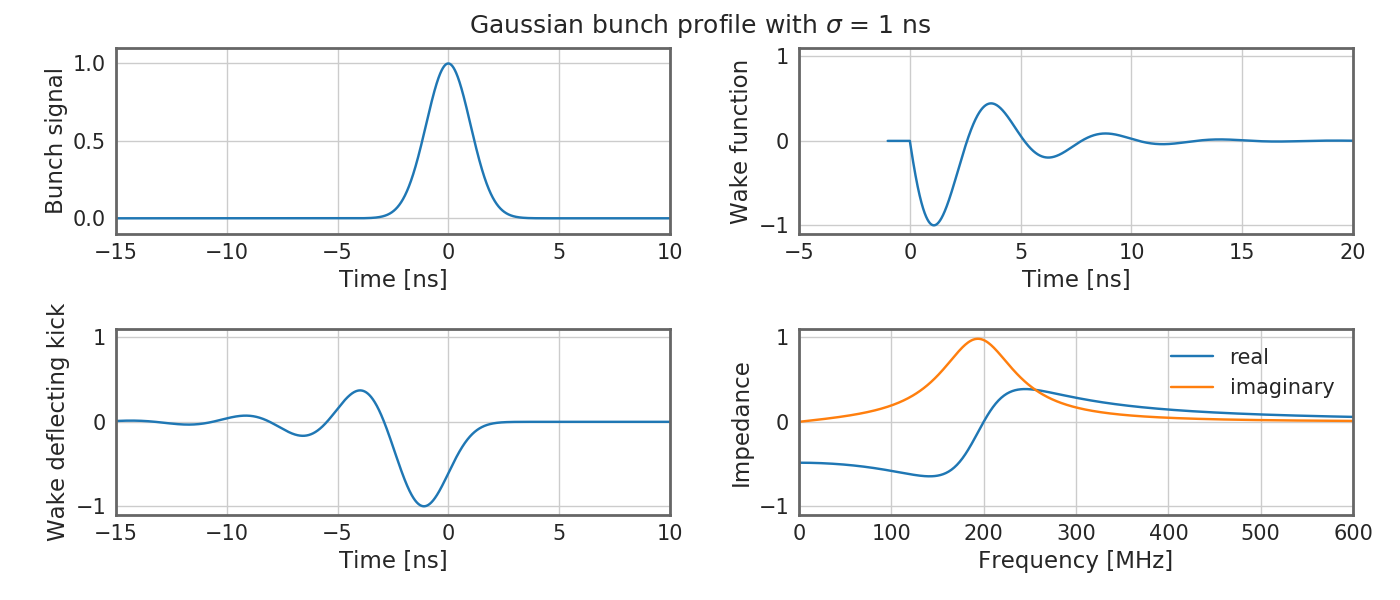 Gaussian bunch profile with σ = 1 ns
Bunch signal
1.0
0.5
0.0
−15 −10 −5 0 5 10
Time [ns]
Wake function
1
0
−1
−5 0 5 10 15 20
Time [ns]
Wake deflecting kick
1
0
−1
−15 −10 −5 0 5 10
Time [ns]
Impedance
1
0
−1
real
imaginary
0 100 200 300 400 500 600
Frequency [MHz]